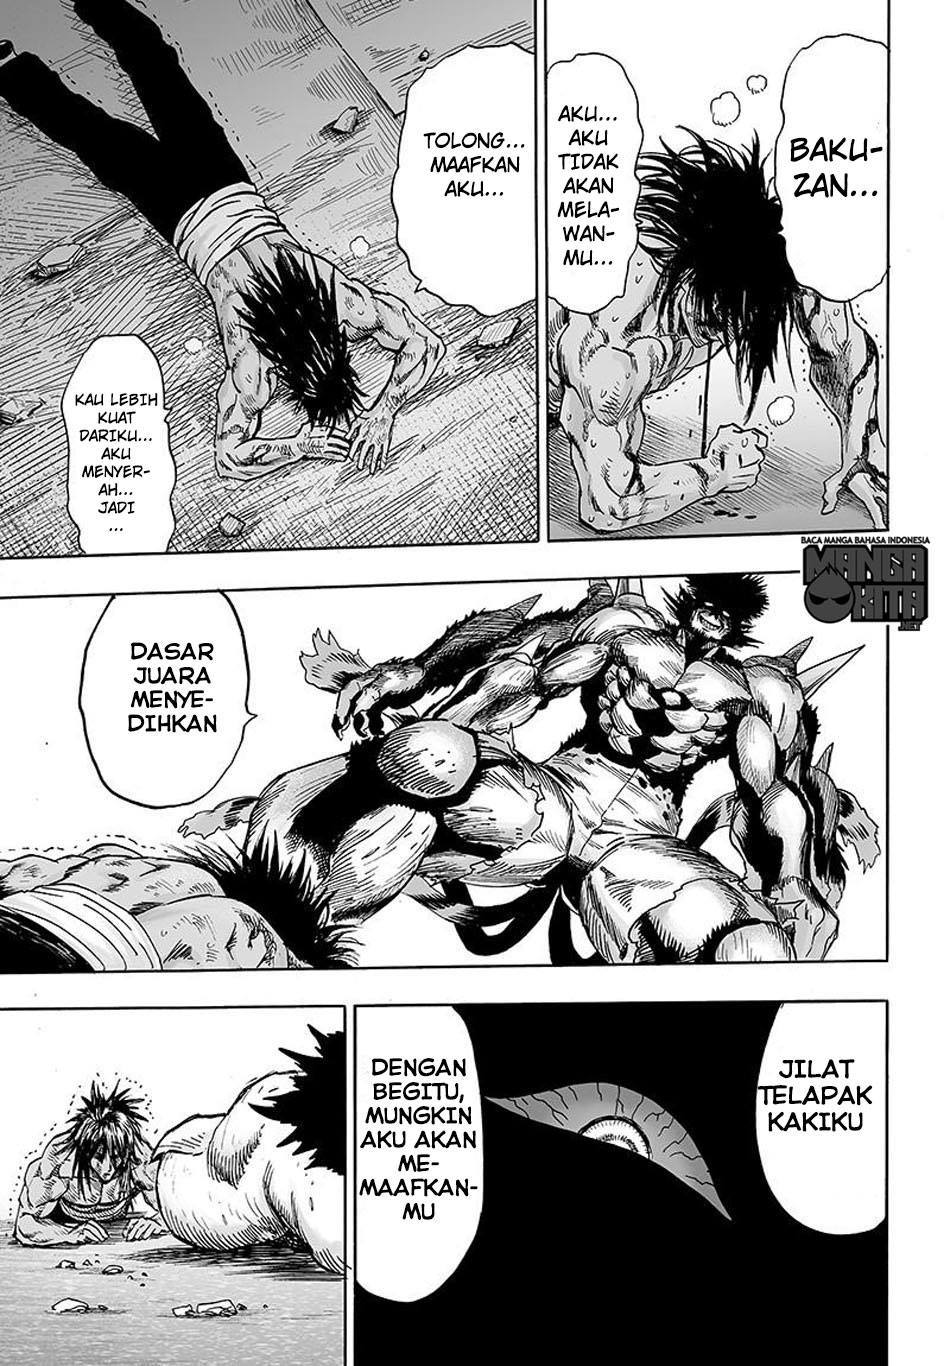 BAKU-
ZAN...
AKU...
AKU
TIDAK
AKAN
MELA-
WAN-
MU...
TOLONG...
MAAFKAN
AKU...
KAU LEBIH
KUAT
DARIKU...
AKU
MENYER-
AH...
JADI
...
BACA MANGA BAHASA INDONESIA
MANGA
KITA
.NET
DASAR
JUARA
MENYE-
DIHKAN
JILAT
TELAPAK
KAKIKU
DENGAN
BEGITU,
MUNGKIN
AKU AKAN
ME-
MAAFKAN-
MU